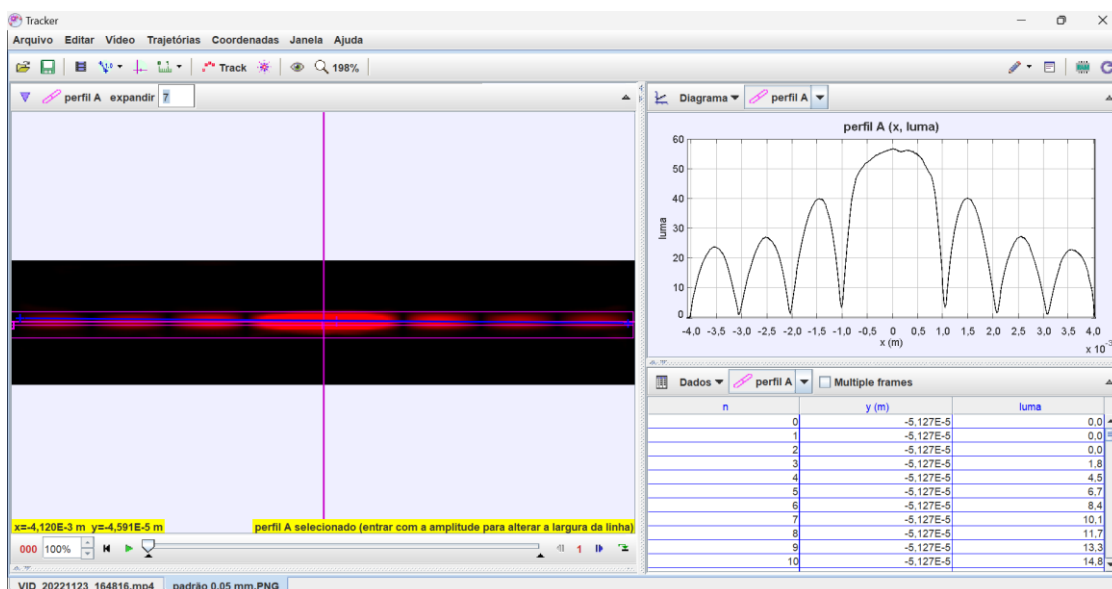 Tracker
Arquivo Editar Vídeo Trajetórias Coordenadas Janela Ajuda
Track 198%
perfil A expandir 7
Diagrama perfil A
perfil A (x, luma)
60
50
40
30
20
10
0
luma
-4,0 -3,5 -3,0 -2,5 -2,0 -1,5 -1,0 -0,5 0 0,5 1,0 1,5 2,0 2,5 3,0 3,5 4,0
x (m)
x 10
Dados perfil A Multiple frames
n y (m) luma
0 -5,127E-5 0,0
1 -5,127E-5 0,0
2 -5,127E-5 0,0
3 -5,127E-5 1,8
4 -5,127E-5 4,5
5 -5,127E-5 6,7
6 -5,127E-5 8,4
7 -5,127E-5 10,1
8 -5,127E-5 11,7
9 -5,127E-5 13,3
10 -5,127E-5 14,8
x=-4,120E-3 m y=-4,591E-5 m
perfil A selecionado (entrar com a amplitude para alterar a largura da linha)
000 100% 1
VID_20221123_164816.mp4 padrão 0.05 mm.PNG